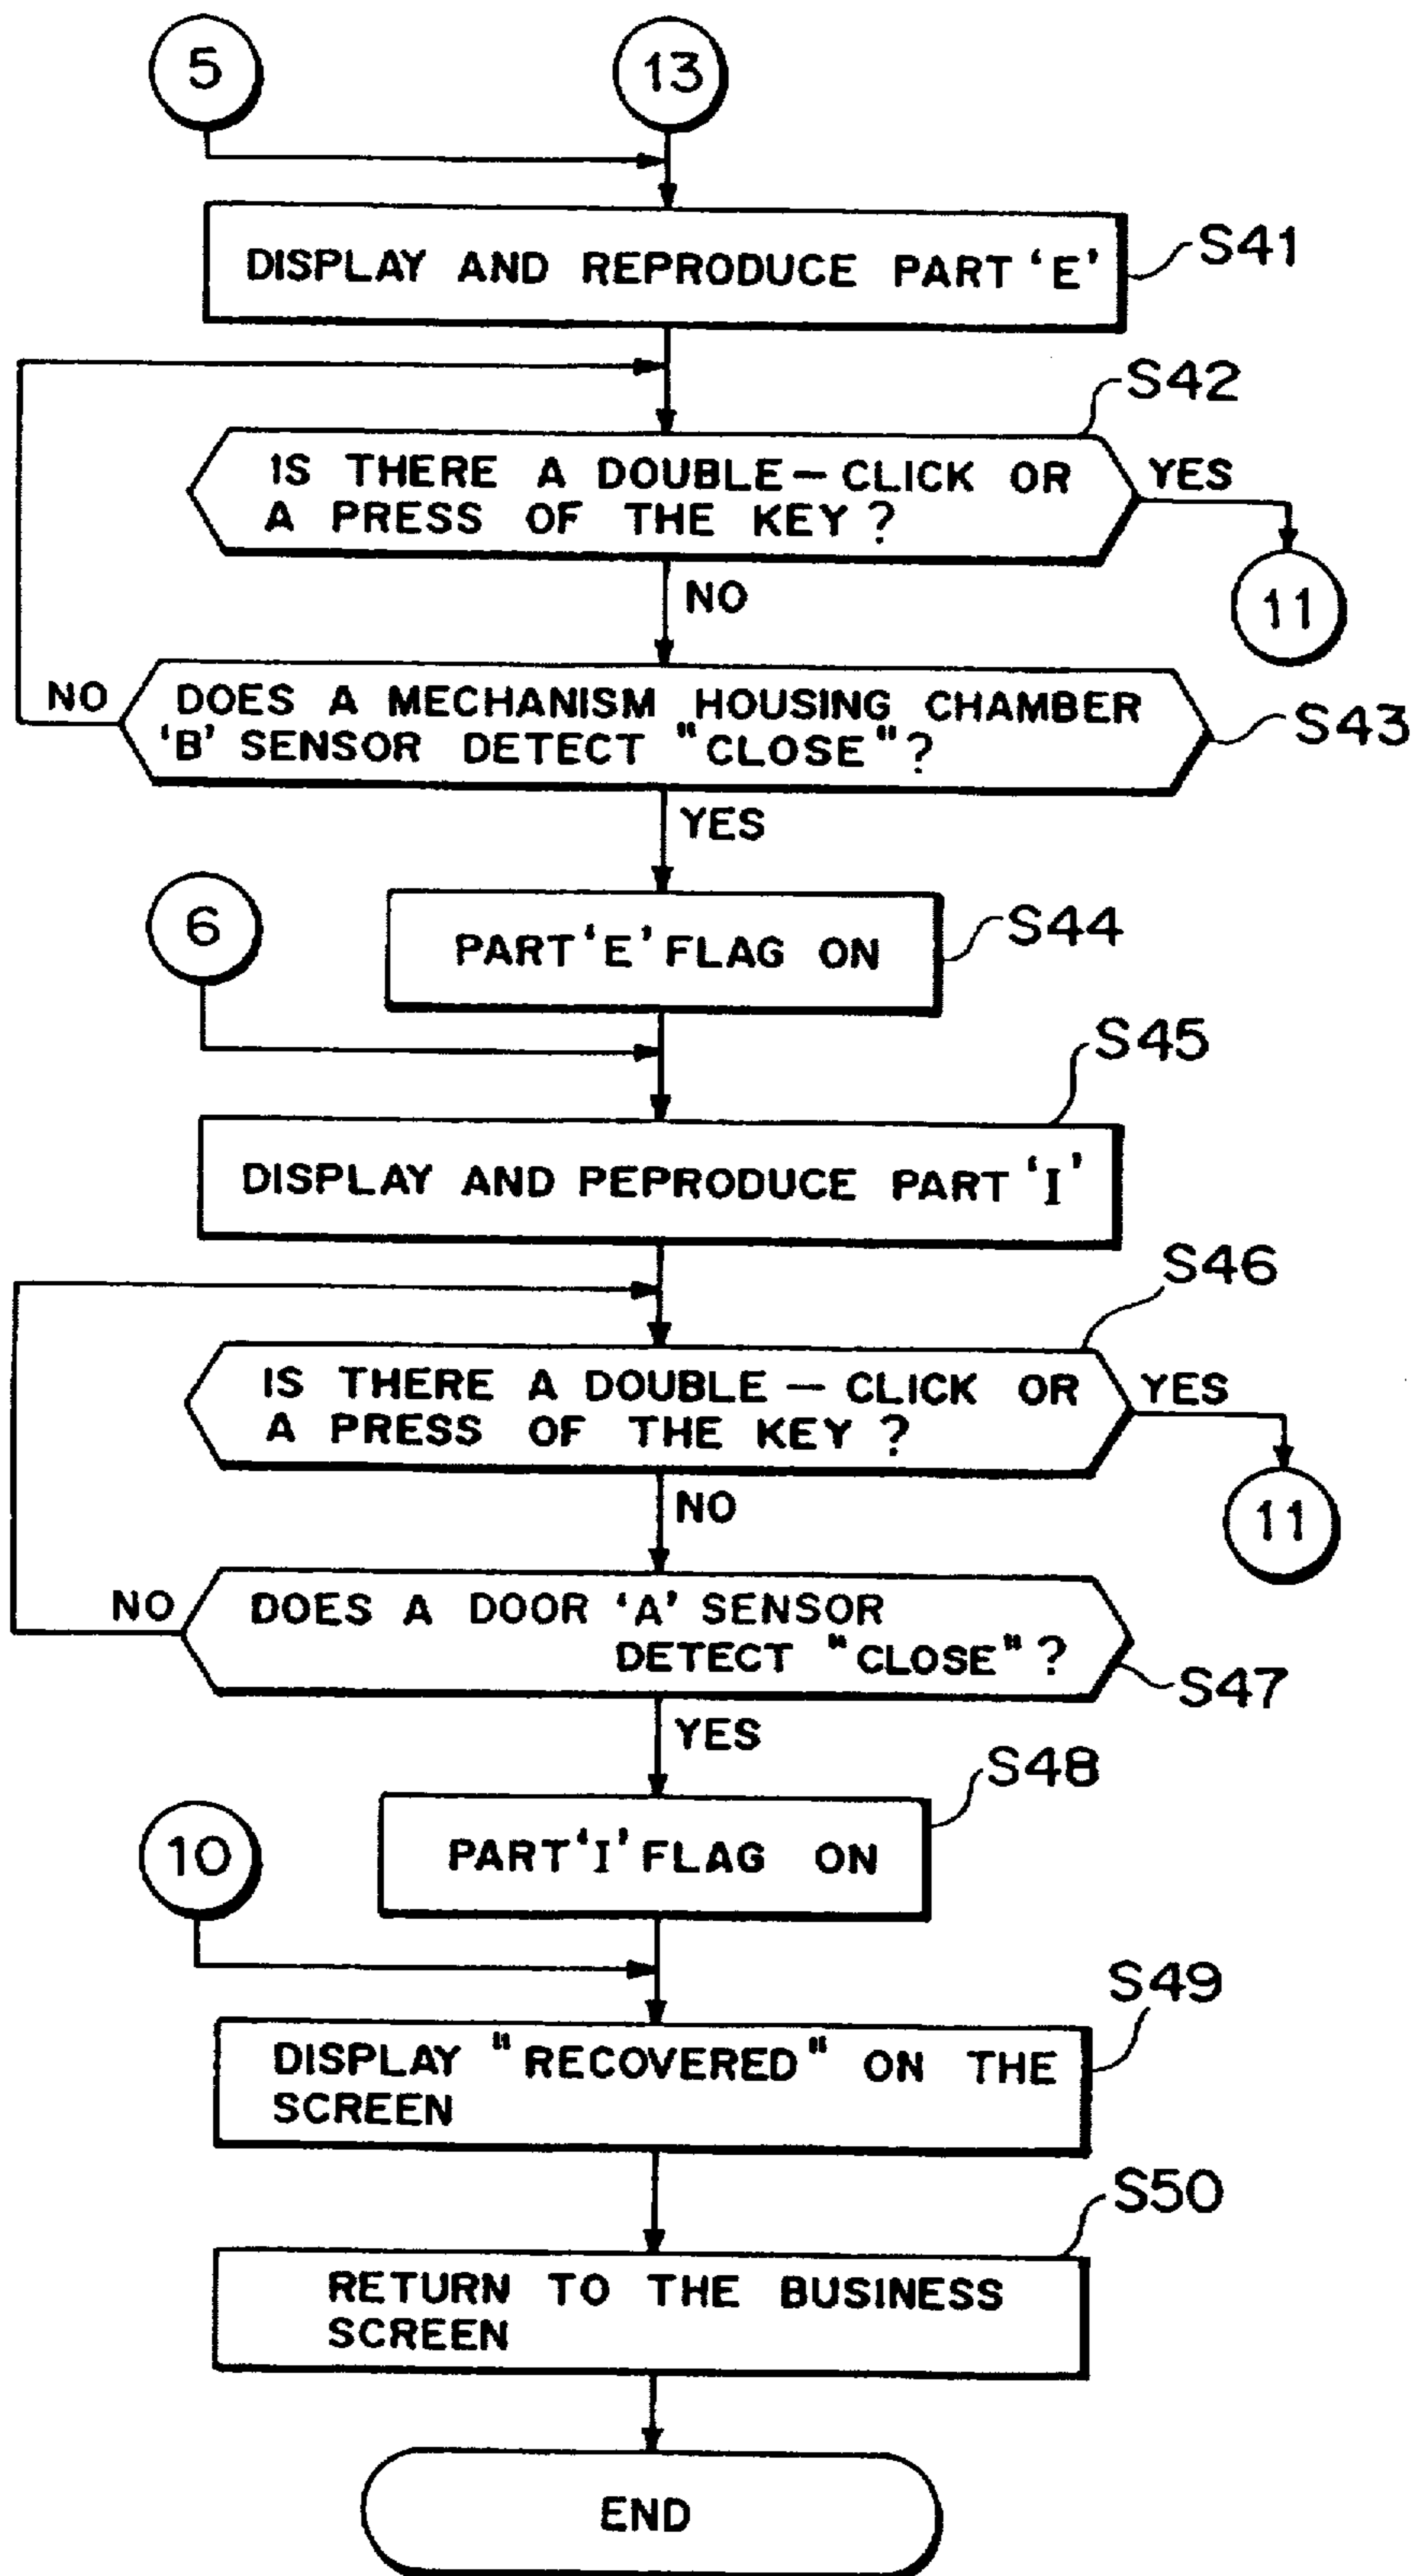 5
13
DISPLAY AND REPRODUCE PART 'E'
S41
S42
IS THERE A DOUBLE-CLICK OR
A PRESS OF THE KEY?
YES
11
NO
NO
DOES A MECHANISM HOUSING CHAMBER
'B' SENSOR DETECT "CLOSE"?
S43
YES
6
PART 'E' FLAG ON
S44
S45
DISPLAY AND PEPRODUCE PART 'I'
S46
IS THERE A DOUBLE - CLICK OR
A PRESS OF THE KEY?
YES
11
NO
NO
DOES A DOOR 'A' SENSOR
DETECT "CLOSE"?
S47
YES
S48
10
PART 'I' FLAG ON
S49
DISPLAY "RECOVERED" ON THE
SCREEN
S50
RETURN TO THE BUSINESS
SCREEN
END